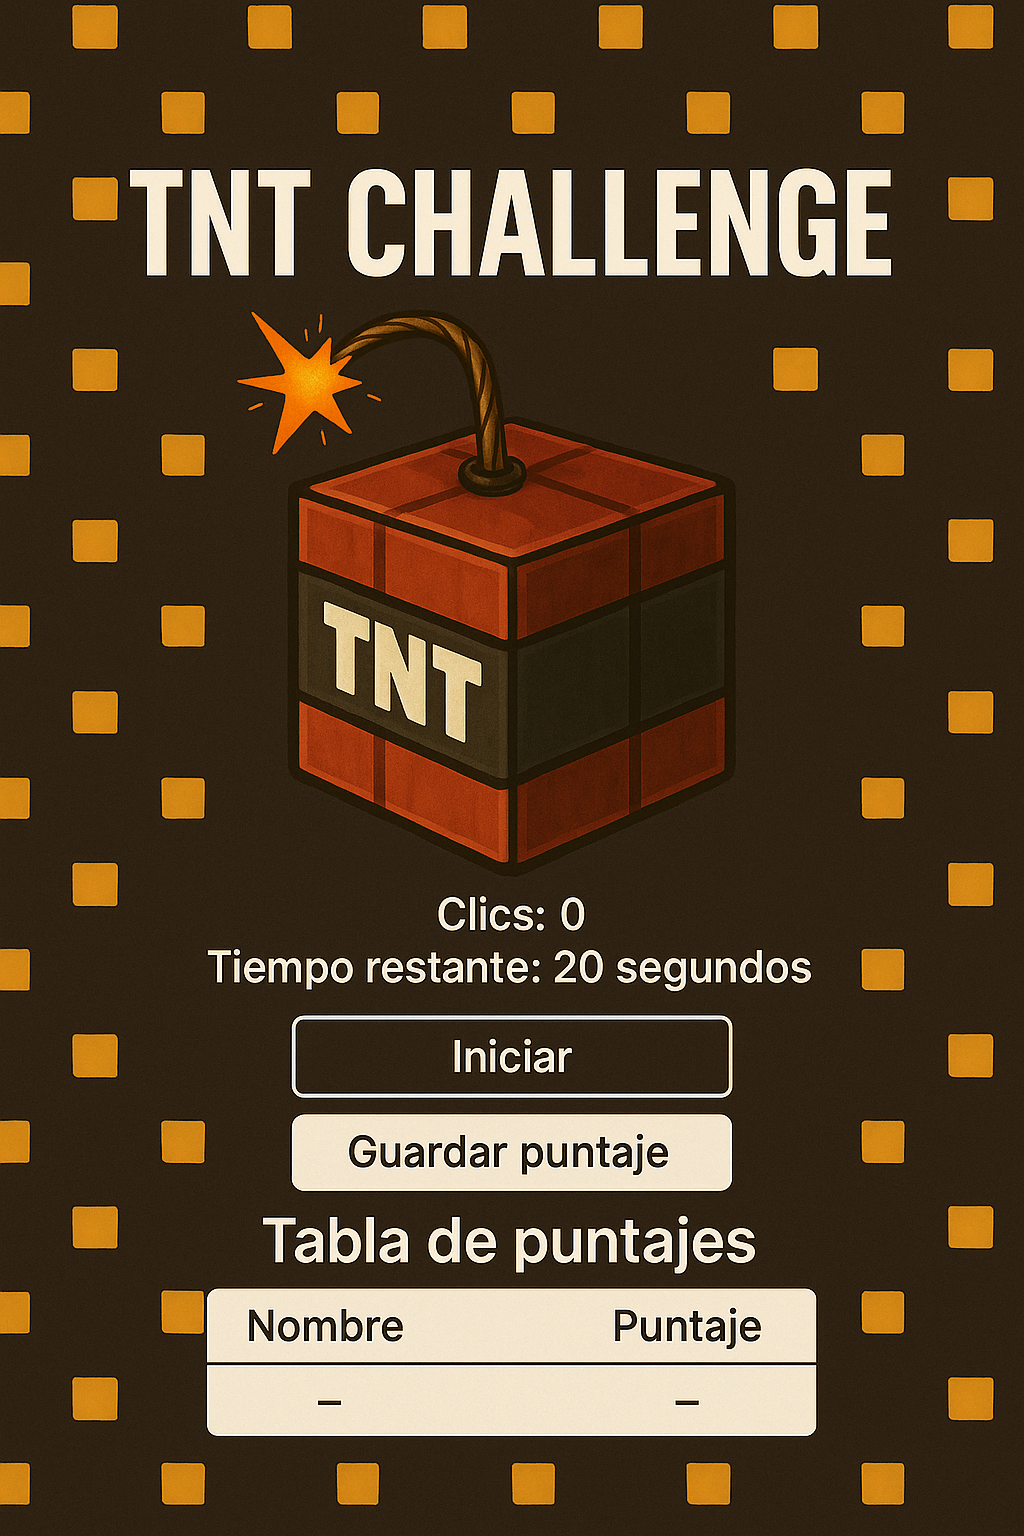 TNT CHALLENGE
TNT
Clics: 0
Tiempo restante: 20 segundos
Iniciar
Guardar puntaje
Tabla de puntajes
Nombre Puntaje
– –